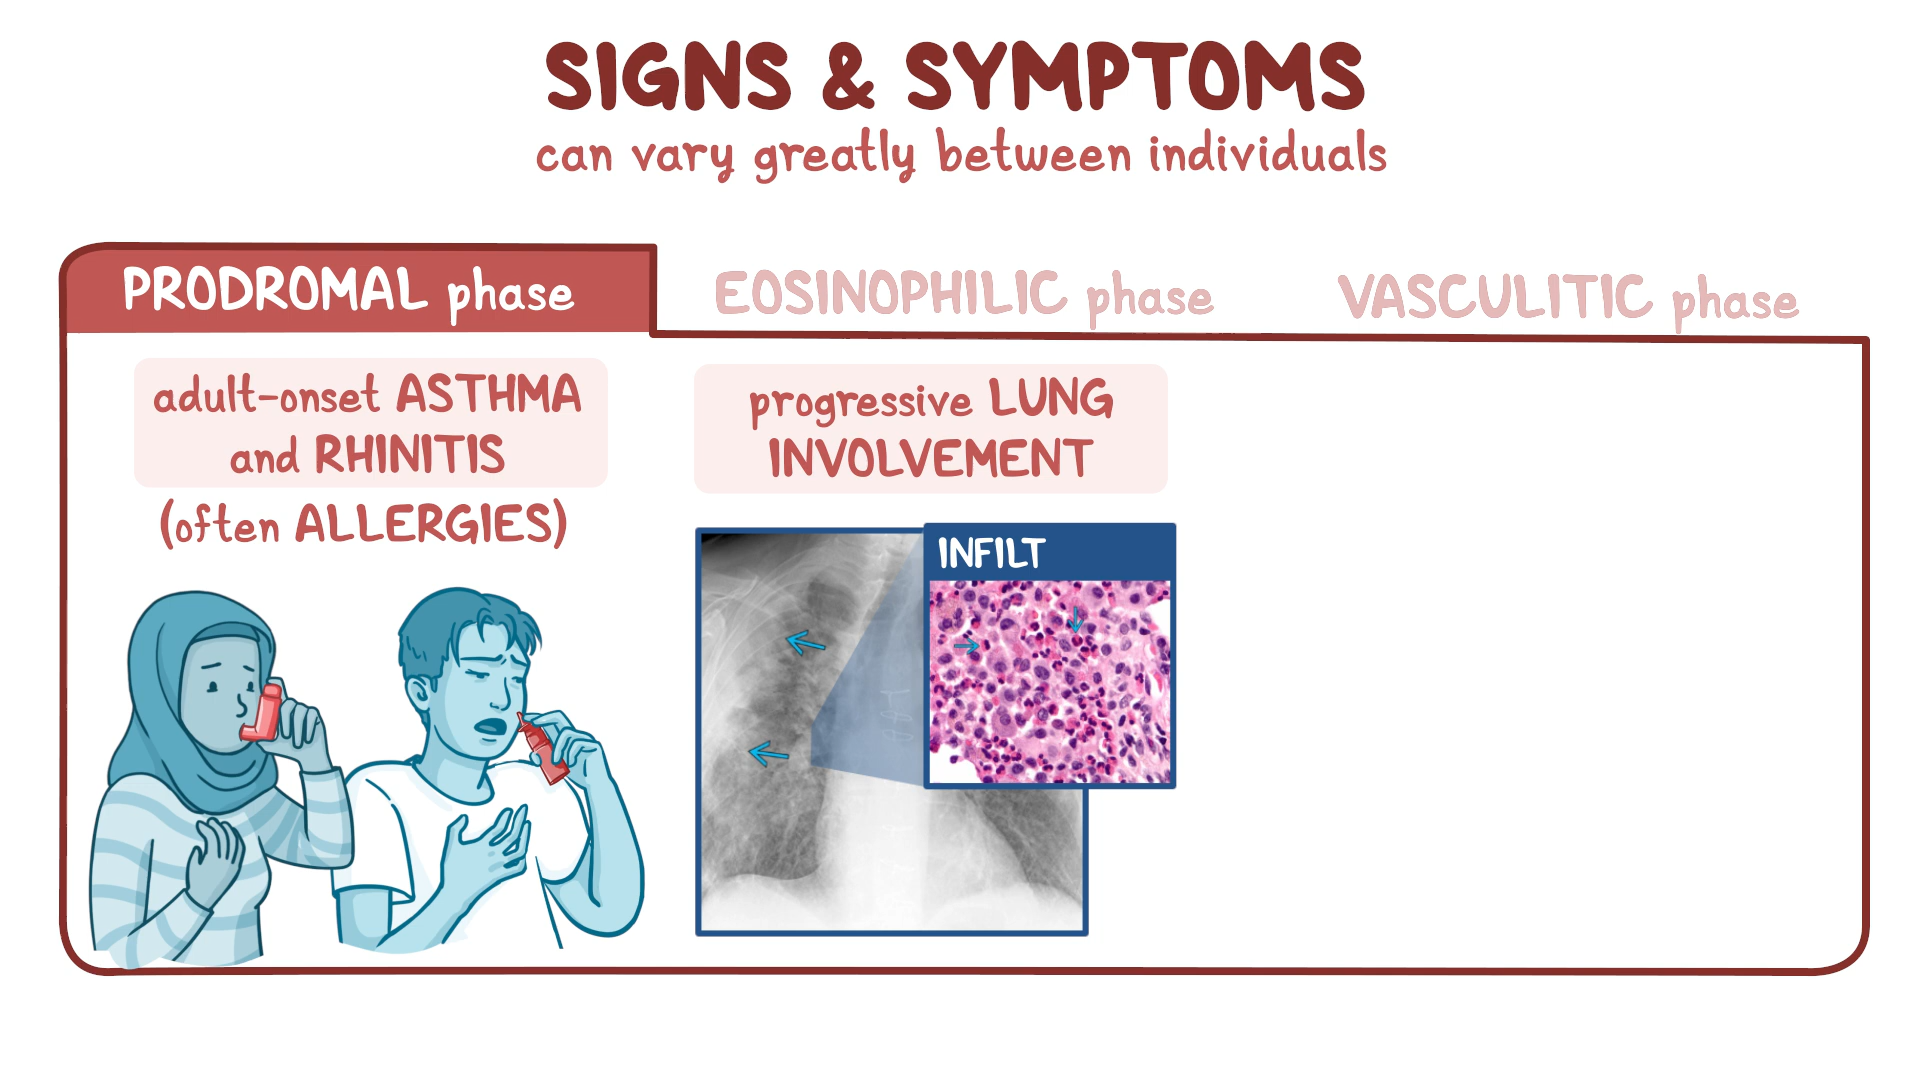 SIGNS & SYMPTOMS
can vary greatly between individuals
PRODROMAL phase
EOSINOPHILIC phase
VASCULITIC phase
adult-onset ASTHMA
and RHINITIS
(often ALLERGIES)
progressive LUNG
INVOLVEMENT
INFILT